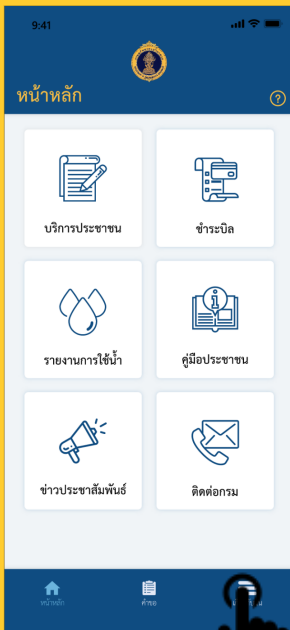 9:41
หน้าหลัก
?
บริการประชาชน
ชำระบิล
รายงานการใช้น้ำ
คู่มือประชาชน
ข่าวประชาสัมพันธ์
ติดต่อกรม
หน้าหลัก
คำขอ